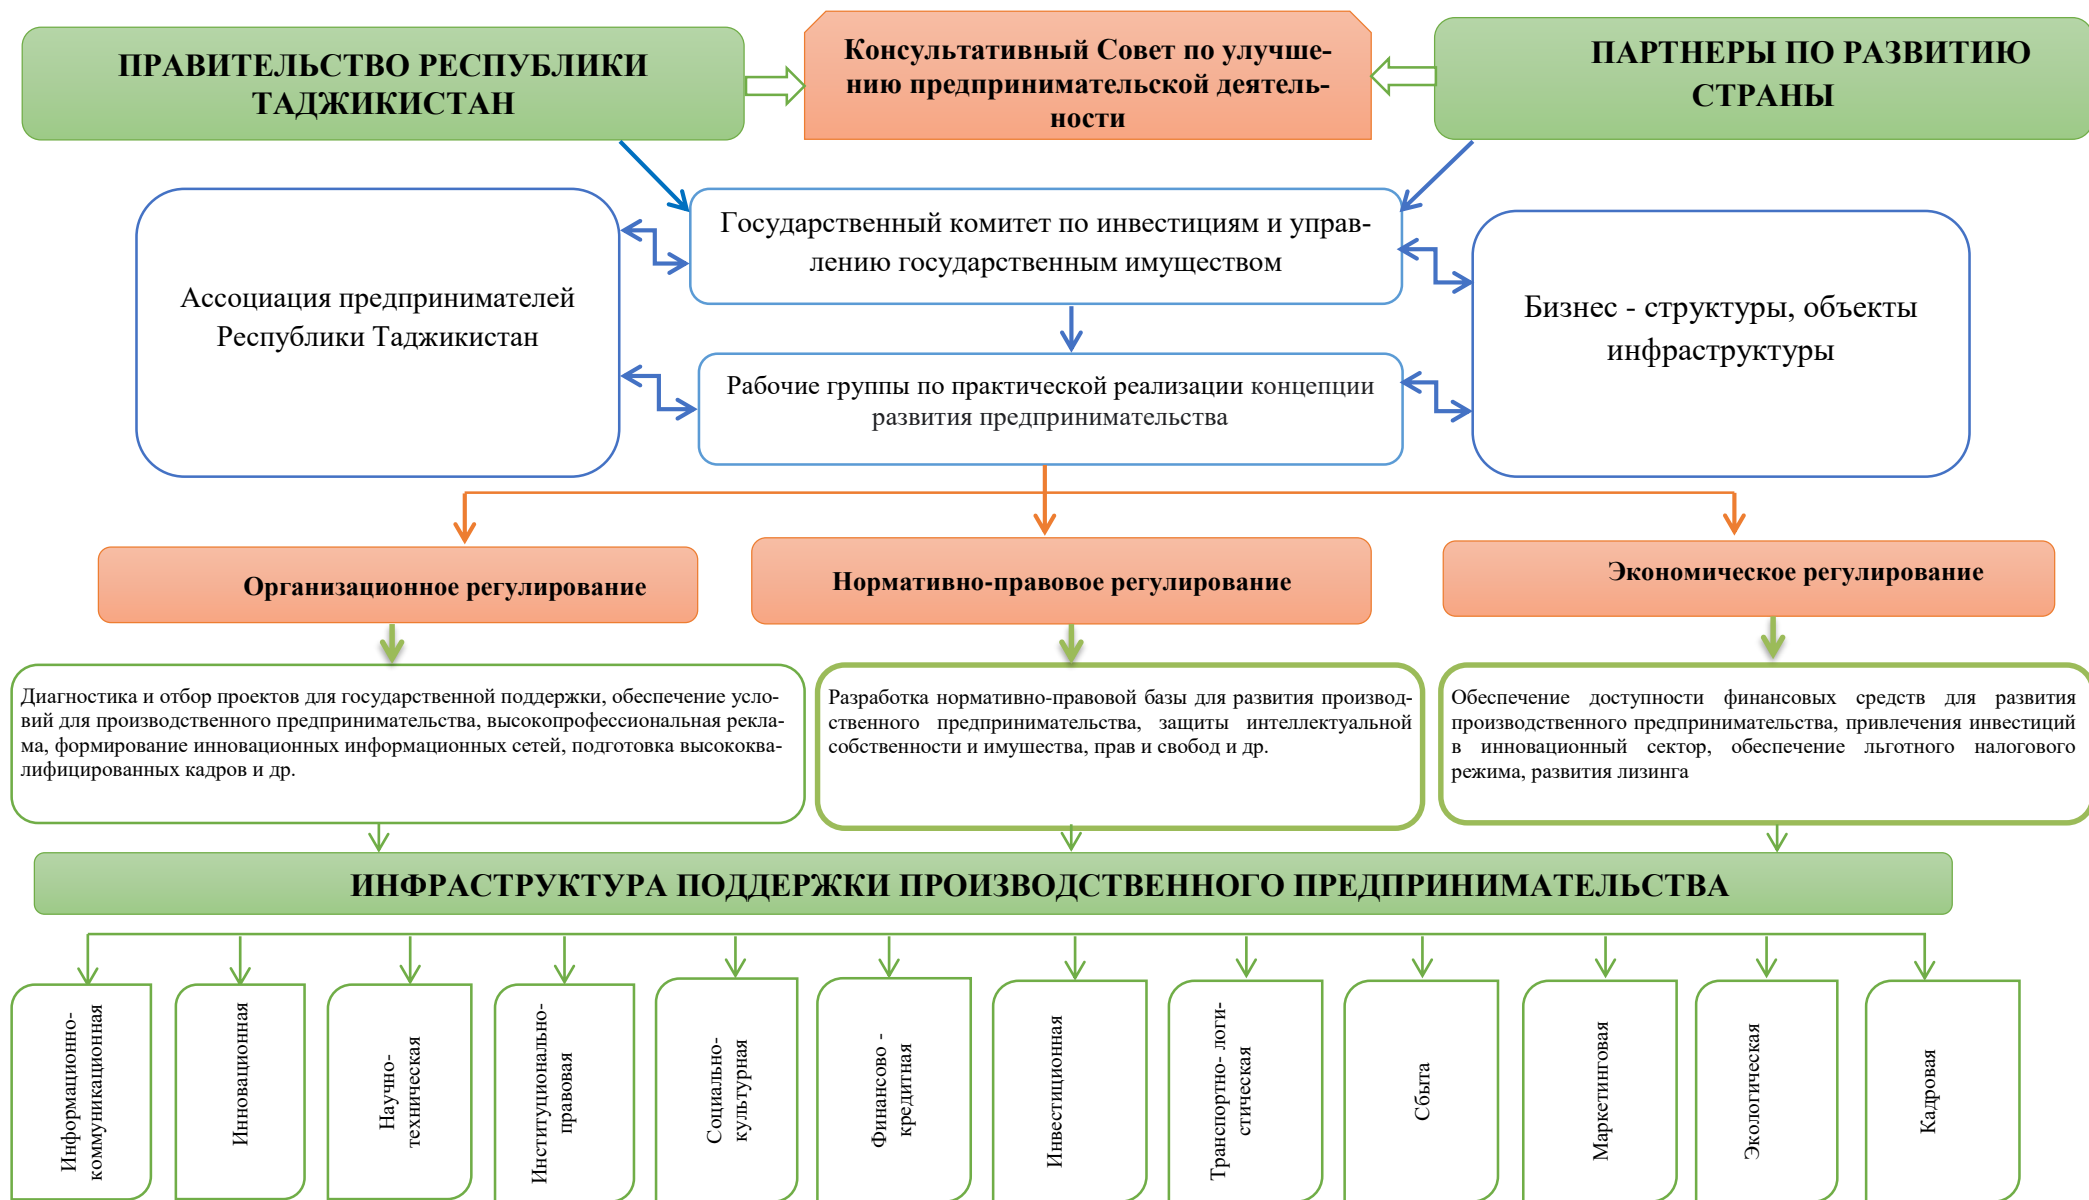 ПРАВИТЕЛЬСТВО РЕСПУБЛИКИ
ТАДЖИКИСТАН
Консультативный Совет по улучше-
нию предпринимательской деятель-
ности
ПАРТНЕРЫ ПО РАЗВИТИЮ
СТРАНЫ
Ассоциация предпринимателей
Республики Таджикистан
Государственный комитет по инвестициям и управ-
лению государственным имуществом
Рабочие группы по практической реализации концепции
развития предпринимательства
Бизнес - структуры, объекты
инфраструктуры
Организационное регулирование
Нормативно-правовое регулирование
Экономическое регулирование
Диагностика и отбор проектов для государственной поддержки, обеспечение усло-
вий для производственного предпринимательства, высокопрофессиональная рекла-
ма, формирование инновационных информационных сетей, подготовка высококва-
лифицированных кадров и др.
Разработка нормативно-правовой базы для развития производ-
ственного предпринимательства, защиты интеллектуальной
собственности и имушества, прав и свобод и др.
Обеспечение доступности финансовых средств для развития
производственного предпринимательства, привлечения инвестиций
в инновационный сектор, обеспечение льготного налогового
режима, развития лизинга
ИНФРАСТРУКТУРА ПОДДЕРЖКИ ПРОИЗВОДСТВЕННОГО ПРЕДПРИНИМАТЕЛЬСТВА
Информационно-
коммуникационная
Инновационная
Научно-
техническая
Институционально-
правовая
Социально-
культурная
Финансово -
кредитная
Инвестиционная
Транспортно- логи-
стическая
Сбыта
Маркетинговая
Экологическая
Кадровая